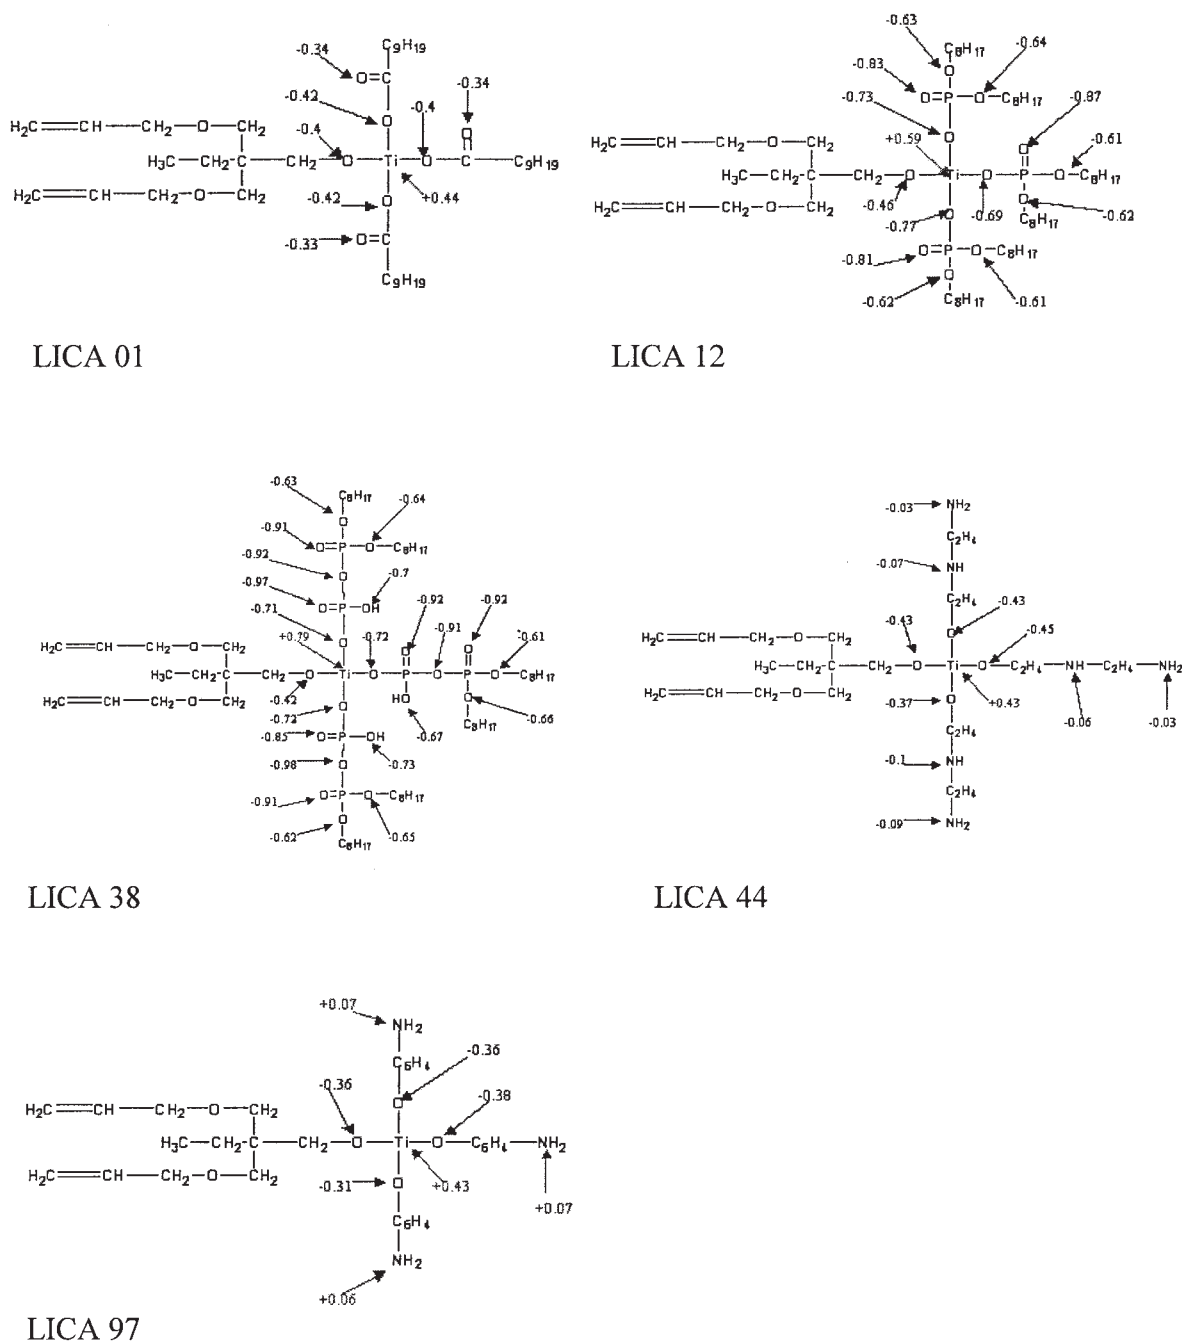 -0.34
C9H19
O=C
-0.34
-0.42
O
-0.4
O
H2C=CH-CH2-O-CH2
-0.4
H3C-CH2-C-CH2-O-Ti-O-C
C9H19
H2C=CH-CH2-O-CH2
-0.42
O
+0.44
-0.33
O=C
C9H19
LICA 01
-0.63
C8H17
-0.64
-0.83
O
O=P-O-C8H17
-0.87
-0.73
O
+0.59
O
-0.61
H2C=CH-CH2-O-CH2
H3C-CH2-C-CH2-O-Ti-O-P-O-C8H17
H2C=CH-CH2-O-CH2
-0.46
-0.77
O
-0.69
O
C8H17
-0.62
-0.81
O=P-O-C8H17
O
-0.62
C8H17
-0.61
LICA 12
-0.63
C8H17
-0.64
O
-0.91
O=P-O-C8H17
-0.92
O
-0.97
-0.7
O=P-OH
-0.92
-0.92
-0.71
O
-0.91
+0.79
-0.72
O
O
-0.61
H2C=CH-CH2-O-CH2
H3C-CH2-C-CH2-O-Ti-O-P-O-P-O-C8H17
H2C=CH-CH2-O-CH2
-0.42
HO
O
-0.72
O
C8H17
-0.66
-0.85
O=P-OH
-0.67
-0.98
O
-0.73
-0.91
O=P-O-C8H17
O
-0.62
-0.65
C8H17
LICA 38
-0.03
NH2
C2H4
-0.07
NH
C2H4
-0.43
-0.43
O
-0.45
H2C=CH-CH2-O-CH2
H3C-CH2-C-CH2-O-Ti-O-C2H4-NH-C2H4-NH2
H2C=CH-CH2-O-CH2
-0.37
O
+0.43
-0.06
-0.03
C2H4
-0.1
NH
C2H4
-0.09
NH2
LICA 44
+0.07
NH2
C6H4
-0.36
-0.36
-0.38
O
H2C=CH-CH2-O-CH2
H3C-CH2-C-CH2-O-Ti-O-C6H4-NH2
H2C=CH-CH2-O-CH2
-0.31
O
+0.43
+0.07
C6H4
NH2
+0.06
LICA 97